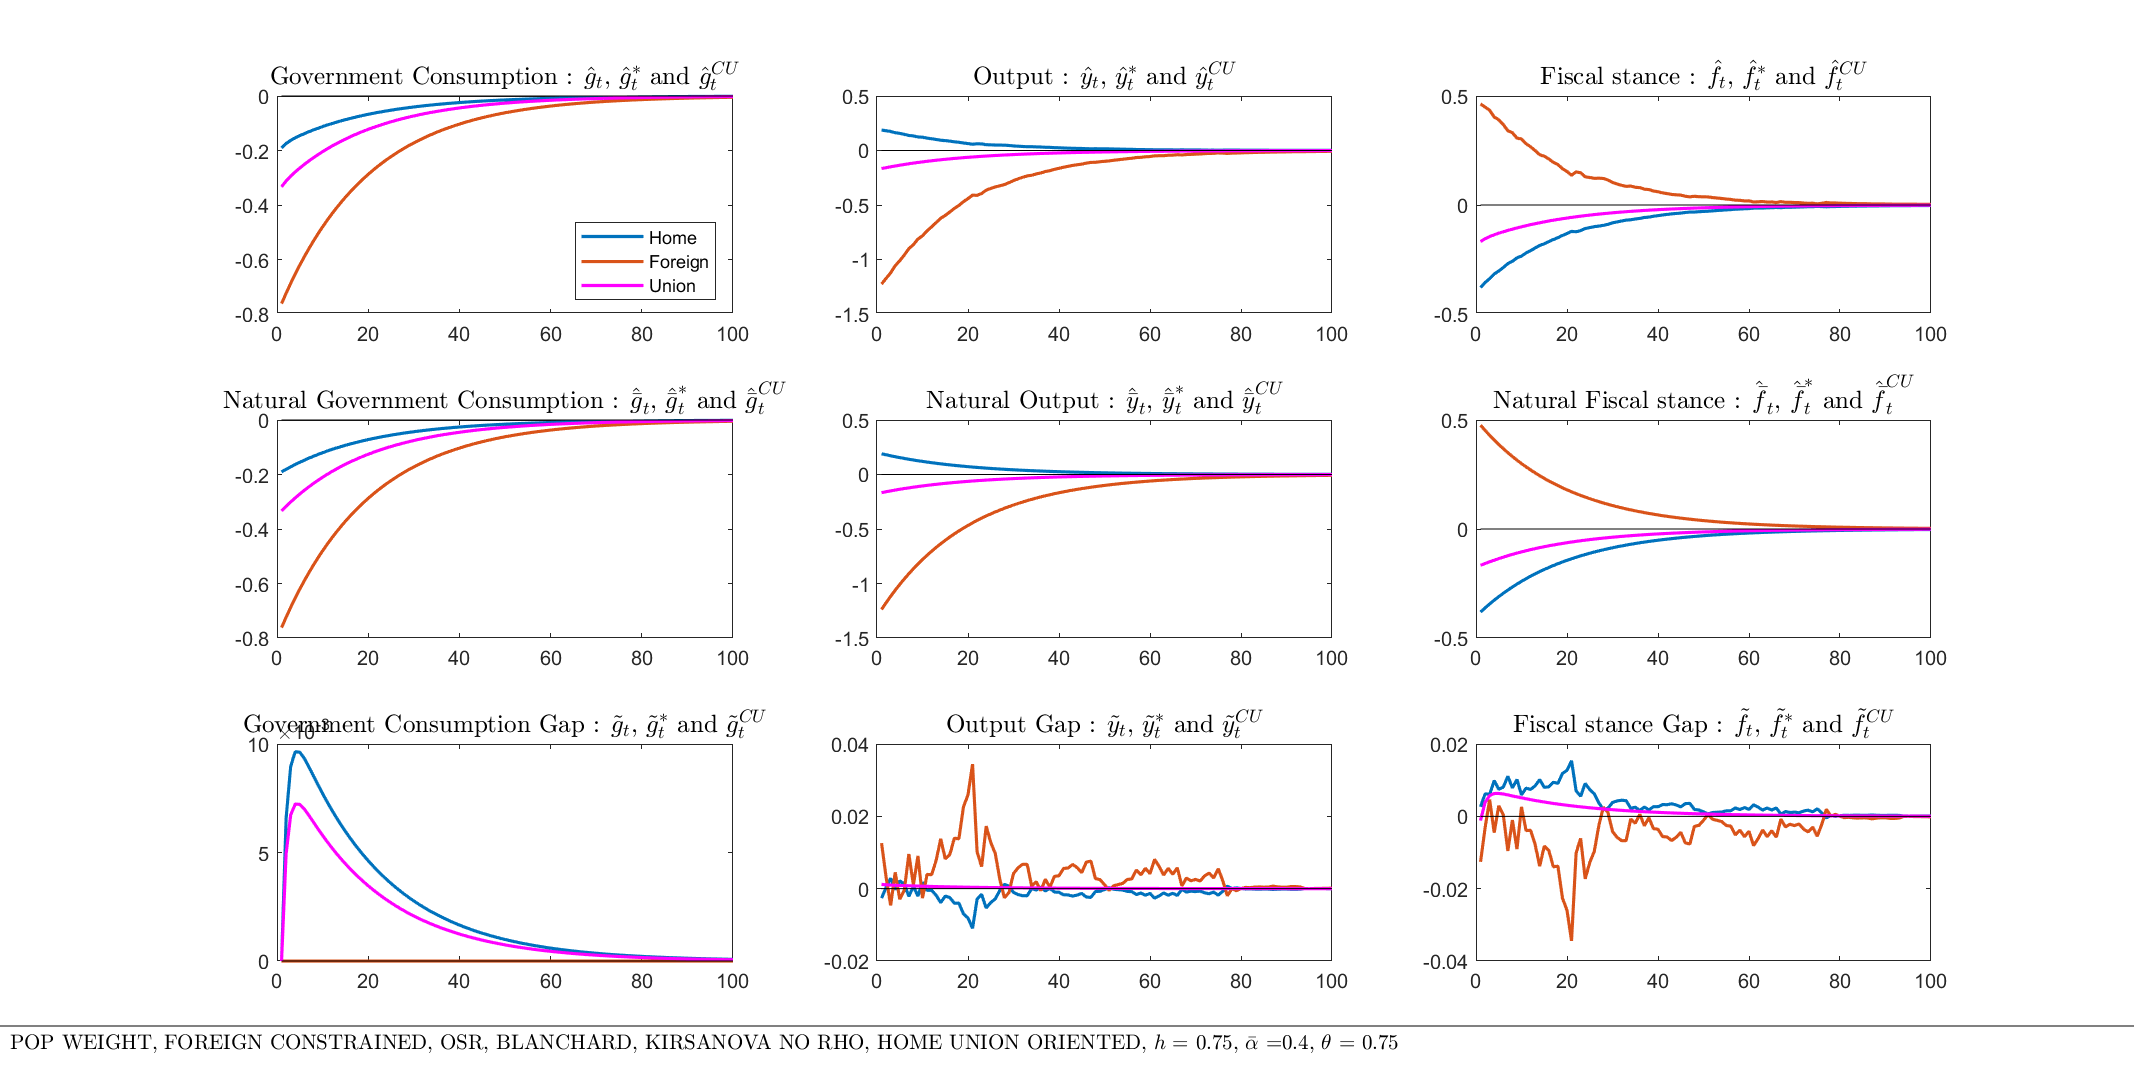 Government Consumption : ĝₜ, ĝₜ* and ĝₜᶜᵁ
Output : ŷₜ, ŷₜ* and ŷₜᶜᵁ
Fiscal stance : f̂ₜ, f̂ₜ* and f̂ₜᶜᵁ
0
-0.2
-0.4
-0.6
-0.8
0 20 40 60 80 100
Home
Foreign
Union
0.5
0
-0.5
-1
-1.5
0 20 40 60 80 100
0.5
0
-0.5
0 20 40 60 80 100
Natural Government Consumption : ḡ̂ₜ, ḡ̂ₜ* and ḡ̂ₜᶜᵁ
Natural Output : ȳ̂ₜ, ȳ̂ₜ* and ȳ̂ₜᶜᵁ
Natural Fiscal stance : f̄̂ₜ, f̄̂ₜ* and f̄̂ₜᶜᵁ
0
-0.2
-0.4
-0.6
-0.8
0 20 40 60 80 100
0.5
0
-0.5
-1
-1.5
0 20 40 60 80 100
0.5
0
-0.5
0 20 40 60 80 100
Government Consumption Gap : g̃ₜ, g̃ₜ* and g̃ₜᶜᵁ
Output Gap : ỹₜ, ỹₜ* and ỹₜᶜᵁ
Fiscal stance Gap : f̃ₜ, f̃ₜ* and f̃ₜᶜᵁ
×10⁻³
10
5
0
0 20 40 60 80 100
0.04
0.02
0
-0.02
0 20 40 60 80 100
0.02
0
-0.02
-0.04
0 20 40 60 80 100
POP WEIGHT, FOREIGN CONSTRAINED, OSR, BLANCHARD, KIRSANOVA NO RHO, HOME UNION ORIENTED, h = 0.75, ᾱ =0.4, θ = 0.75